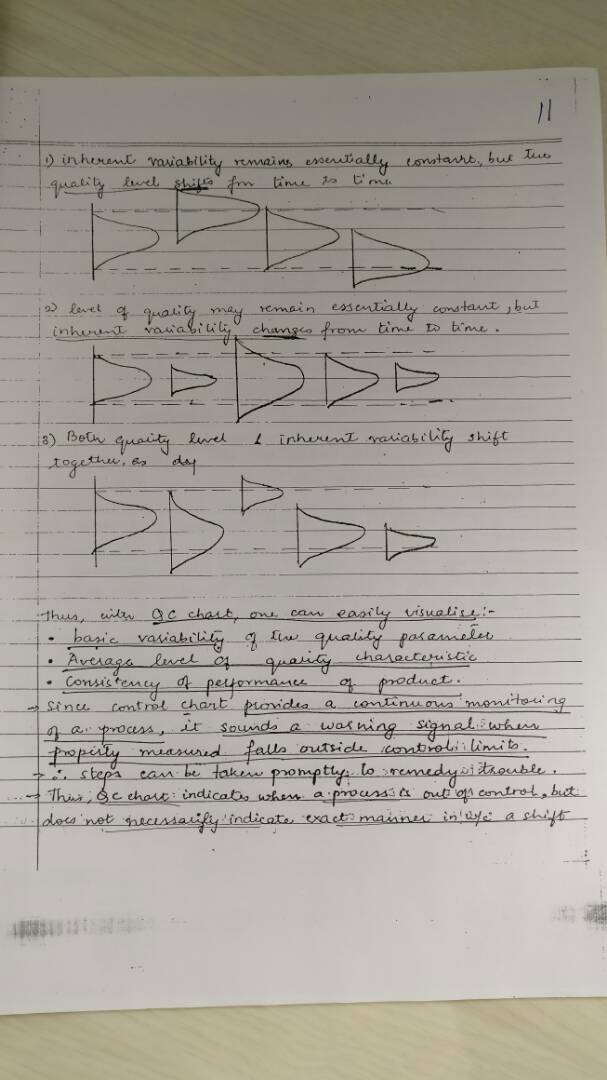 11
1) inherent variability remains essentially constant, but the
quality level shifts frm time to time
2) level of quality may remain essentially constant, but
inherent variability changes from time to time.
3) Both quality level & inherent variability shift
together, as
Thus, with QC chart, one can easily visualise:-
• basic variability of the quality parameter
• Average level of quality characteristic
• Consistency of performance of product.
→ Since control chart provides a continuous monitoring
of a process, it sounds a warning signal when
property measured falls outside control limits.
→ ∴ steps can be taken promptly to remedy trouble.
→ Thus, QC chart indicates when a process is out of control, but
does not necessarily indicate exact manner in w/c a shift